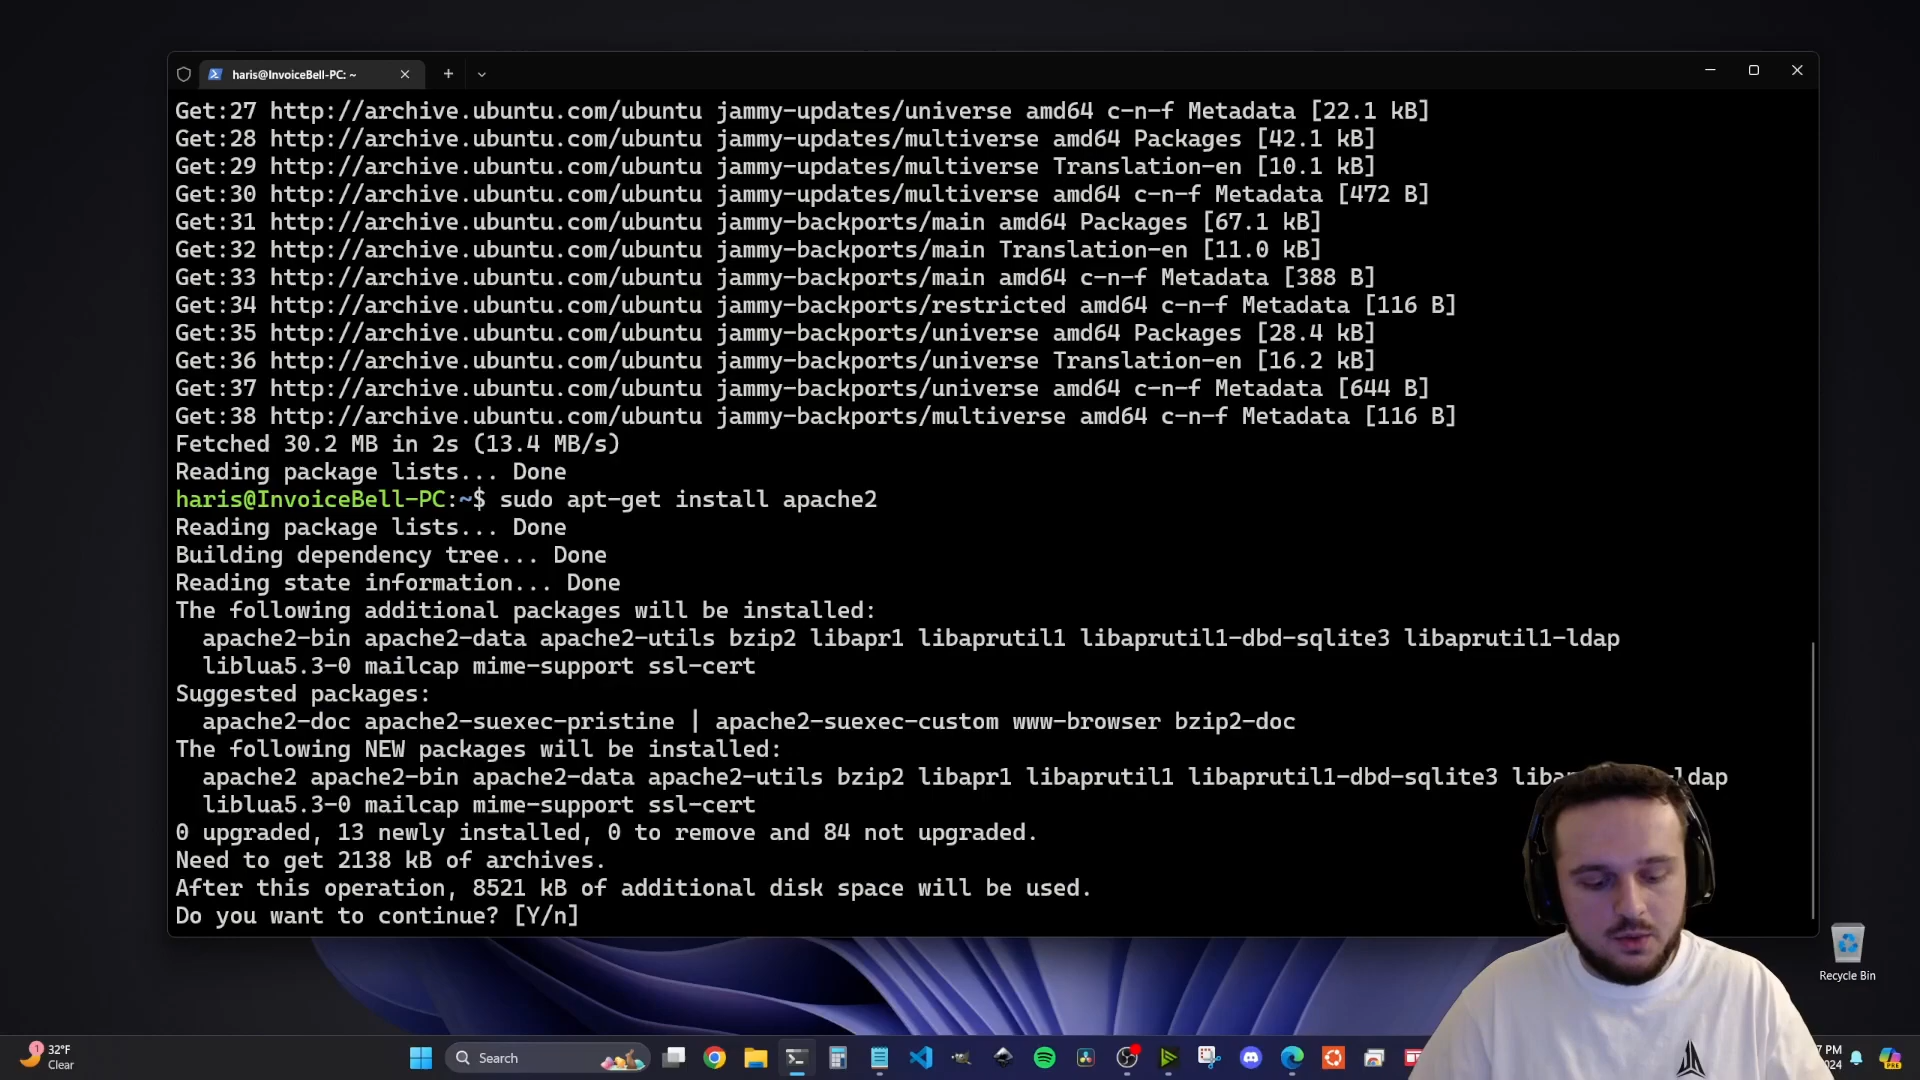 haris@InvoiceBell-PC: ~
Get:27 http://archive.ubuntu.com/ubuntu jammy-updates/universe amd64 c-n-f Metadata [22.1 kB]
Get:28 http://archive.ubuntu.com/ubuntu jammy-updates/multiverse amd64 Packages [42.1 kB]
Get:29 http://archive.ubuntu.com/ubuntu jammy-updates/multiverse Translation-en [10.1 kB]
Get:30 http://archive.ubuntu.com/ubuntu jammy-updates/multiverse amd64 c-n-f Metadata [472 B]
Get:31 http://archive.ubuntu.com/ubuntu jammy-backports/main amd64 Packages [67.1 kB]
Get:32 http://archive.ubuntu.com/ubuntu jammy-backports/main Translation-en [11.0 kB]
Get:33 http://archive.ubuntu.com/ubuntu jammy-backports/main amd64 c-n-f Metadata [388 B]
Get:34 http://archive.ubuntu.com/ubuntu jammy-backports/restricted amd64 c-n-f Metadata [116 B]
Get:35 http://archive.ubuntu.com/ubuntu jammy-backports/universe amd64 Packages [28.4 kB]
Get:36 http://archive.ubuntu.com/ubuntu jammy-backports/universe Translation-en [16.2 kB]
Get:37 http://archive.ubuntu.com/ubuntu jammy-backports/universe amd64 c-n-f Metadata [644 B]
Get:38 http://archive.ubuntu.com/ubuntu jammy-backports/multiverse amd64 c-n-f Metadata [116 B]
Fetched 30.2 MB in 2s (13.4 MB/s)
Reading package lists... Done
haris@InvoiceBell-PC:~$ sudo apt-get install apache2
Reading package lists... Done
Building dependency tree... Done
Reading state information... Done
The following additional packages will be installed:
apache2-bin apache2-data apache2-utils bzip2 libapr1 libaprutil1 libaprutil1-dbd-sqlite3 libaprutil1-ldap
liblua5.3-0 mailcap mime-support ssl-cert
Suggested packages:
apache2-doc apache2-suexec-pristine | apache2-suexec-custom www-browser bzip2-doc
The following NEW packages will be installed:
apache2 apache2-bin apache2-data apache2-utils bzip2 libapr1 libaprutil1 libaprutil1-dbd-sqlite3
liblua5.3-0 mailcap mime-support ssl-cert
0 upgraded, 13 newly installed, 0 to remove and 84 not upgraded.
Need to get 2138 kB of archives.
After this operation, 8521 kB of additional disk space will be used.
Do you want to continue? [Y/n]
Recycle Bin
1
32°F
Clear
Search
PM
PRE